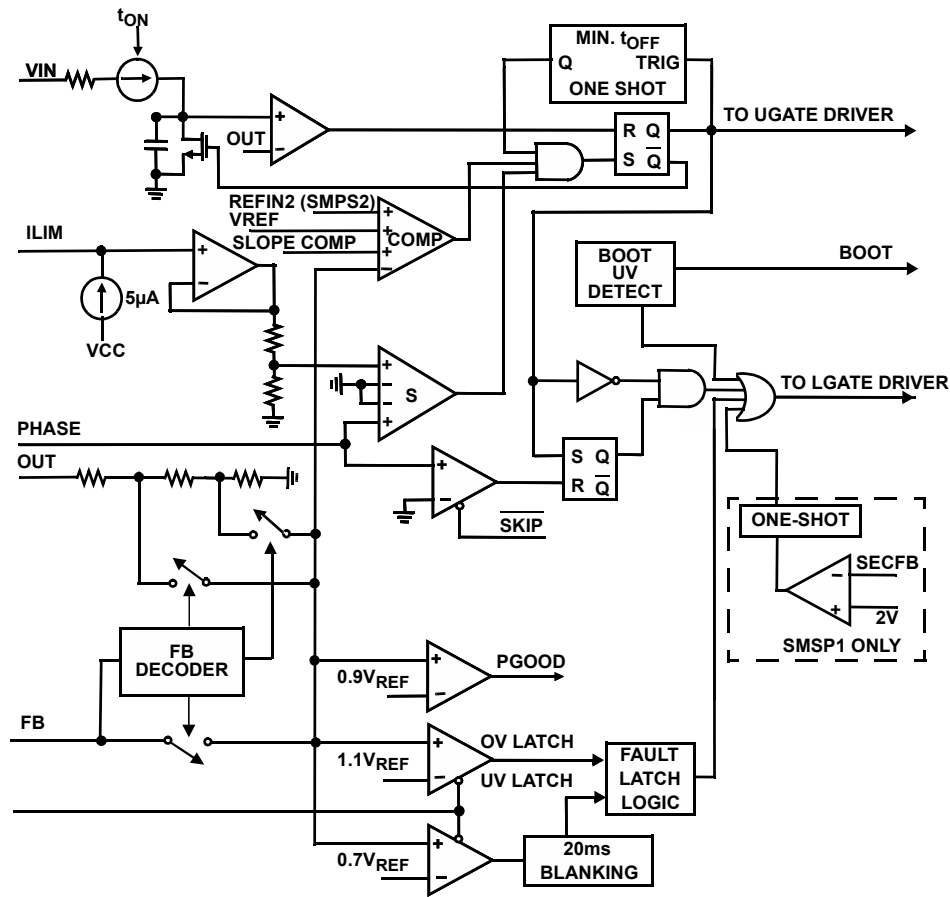 tON
VIN
MIN. tOFF
Q TRIG
ONE SHOT
+
OUT
−
R Q
S Q
TO UGATE DRIVER
REFIN2 (SMPS2)
VREF
SLOPE COMP
+
+
+
−
COMP
ILIM
+
−
5µA
VCC
BOOT
UV
DETECT
BOOT
+
−
−
+
S
TO LGATE DRIVER
PHASE
OUT
+
−
SKIP
S Q
R Q
ONE-SHOT
−
SECFB
+
2V
SMSP1 ONLY
FB
DECODER
+
0.9VREF
−
PGOOD
FB
+
1.1VREF
−
OV LATCH
UV LATCH
FAULT
LATCH
LOGIC
+
0.7VREF
−
20ms
BLANKING